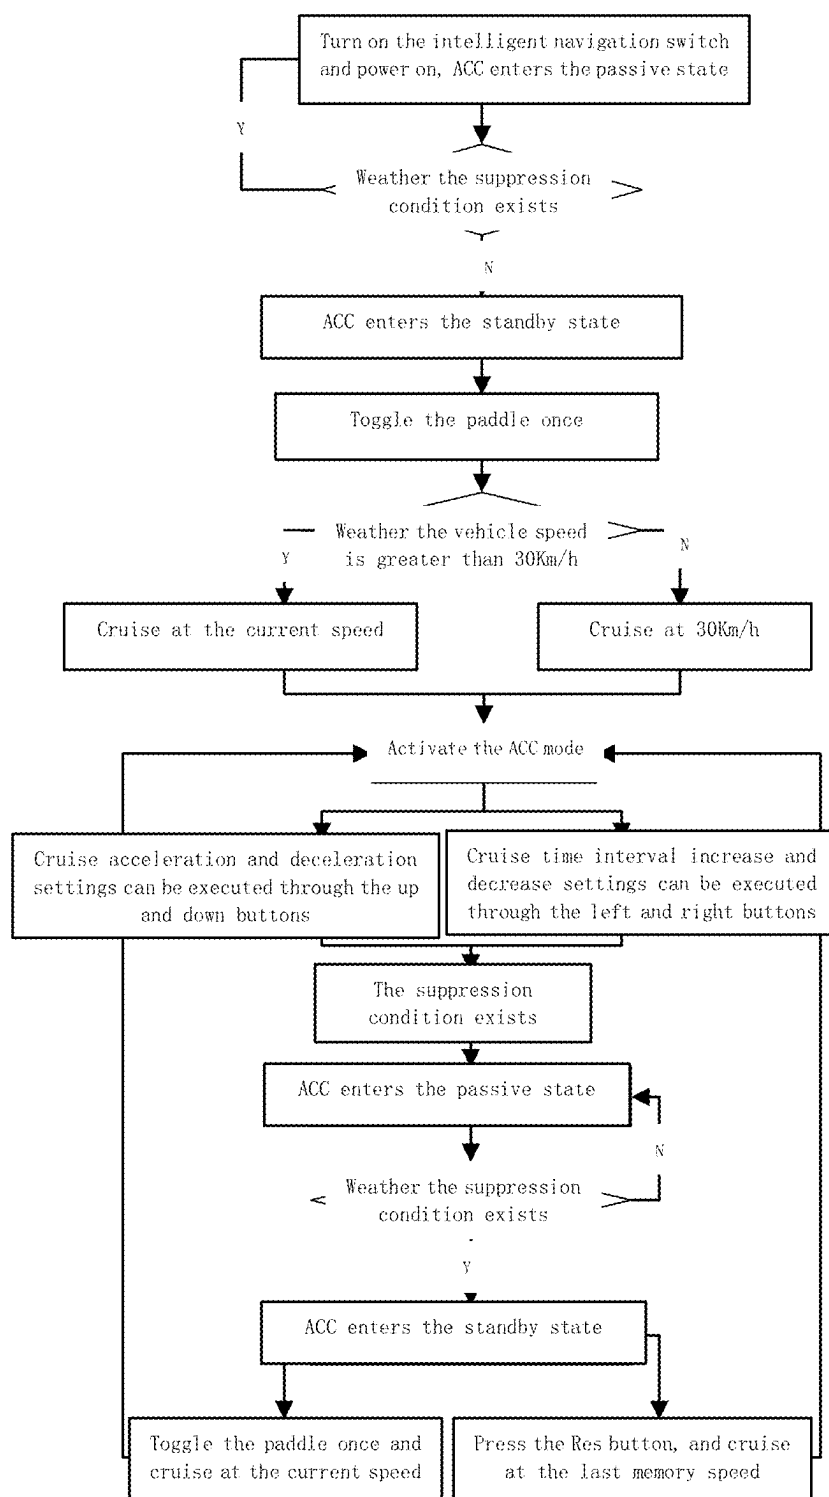 Turn on the intelligent navigation switch
and power on, ACC enters the passive state
Y
Weather the suppression
condition exists
N
ACC enters the standby state
Toggle the paddle once
Weather the vehicle speed
is greater than 30Km/h
Y
N
Cruise at the current speed
Cruise at 30Km/h
Activate the ACC mode
Cruise acceleration and deceleration
settings can be executed through the up
and down buttons
Cruise time interval increase and
decrease settings can be executed
through the left and right buttons
The suppression
condition exists
ACC enters the passive state
N
Weather the suppression
condition exists
Y
ACC enters the standby state
Toggle the paddle once and
cruise at the current speed
Press the Res button, and cruise
at the last memory speed